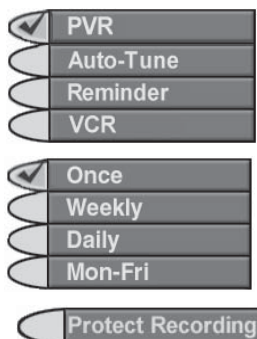 PVR
Auto-Tune
Reminder
VCR
Once
Weekly
Daily
Mon-Fri
Protect Recording